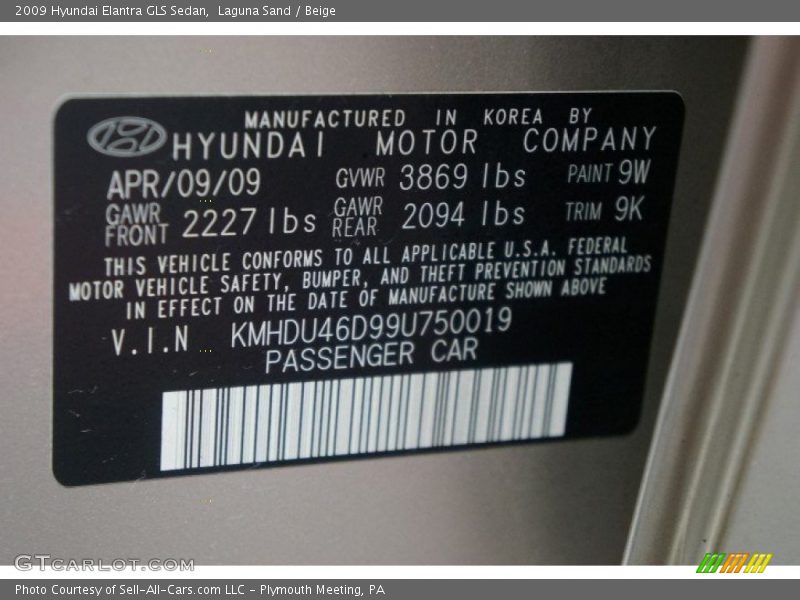 2009 Hyundai Elantra GLS Sedan,  Laguna Sand / Beige
MANUFACTURED IN KOREA BY
HYUNDAI MOTOR COMPANY
APR/09/09 GVWR 3869 lbs PAINT 9W
GAWR FRONT 2227 lbs GAWR REAR 2094 lbs TRIM 9K
THIS VEHICLE CONFORMS TO ALL APPLICABLE U.S.A. FEDERAL
MOTOR VEHICLE SAFETY, BUMPER, AND THEFT PREVENTION STANDARDS
IN EFFECT ON THE DATE OF MANUFACTURE SHOWN ABOVE
V.I.N KMHDU46D99U750019
PASSENGER CAR
GTCARLOT.COM
Photo Courtesy of Sell-All-Cars.com LLC - Plymouth Meeting, PA